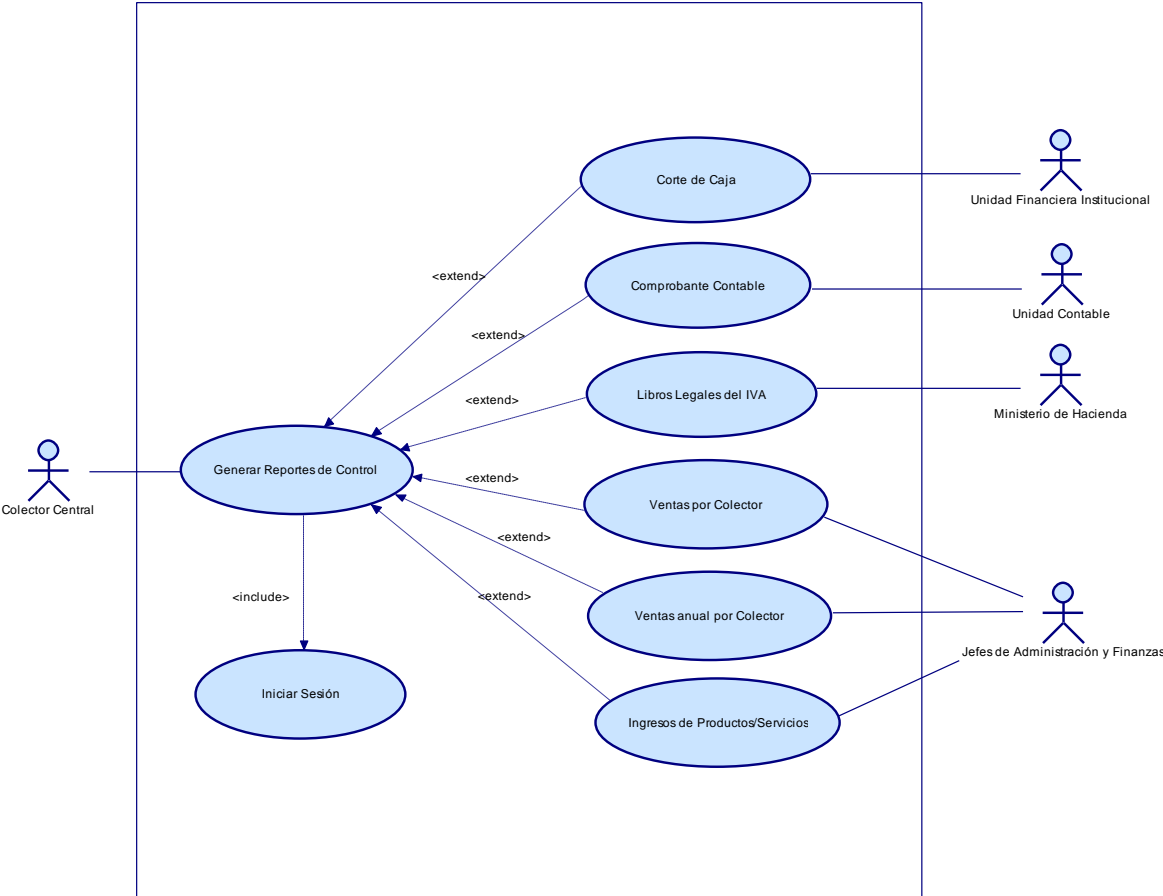 Corte de Caja
Unidad Financiera Institucional
<extend>
Comprobante Contable
Unidad Contable
<extend>
Libros Legales del IVA
<extend>
Ministerio de Hacienda
Generar Reportes de Control
<extend>
Colector Central
Ventas por Colector
<extend>
<include>
<extend>
Ventas anual por Colector
Jefes de Administración y Finanzas
Iniciar Sesión
Ingresos de Productos/Servicios